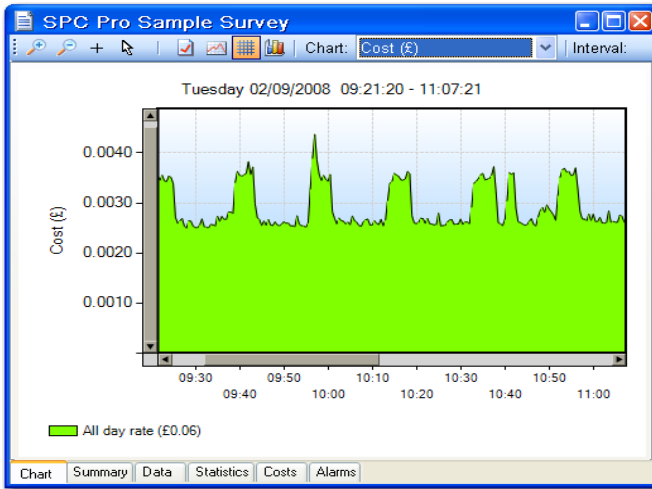 SPC Pro Sample Survey
Chart: Cost (£) Interval:
Tuesday 02/09/2008 09:21:20 - 11:07:21
0.0040
0.0030
0.0020
0.0010
Cost (£)
09:30 09:50 10:10 10:30 10:50
09:40 10:00 10:20 10:40 11:00
All day rate (£0.06)
Chart Summary Data Statistics Costs Alarms